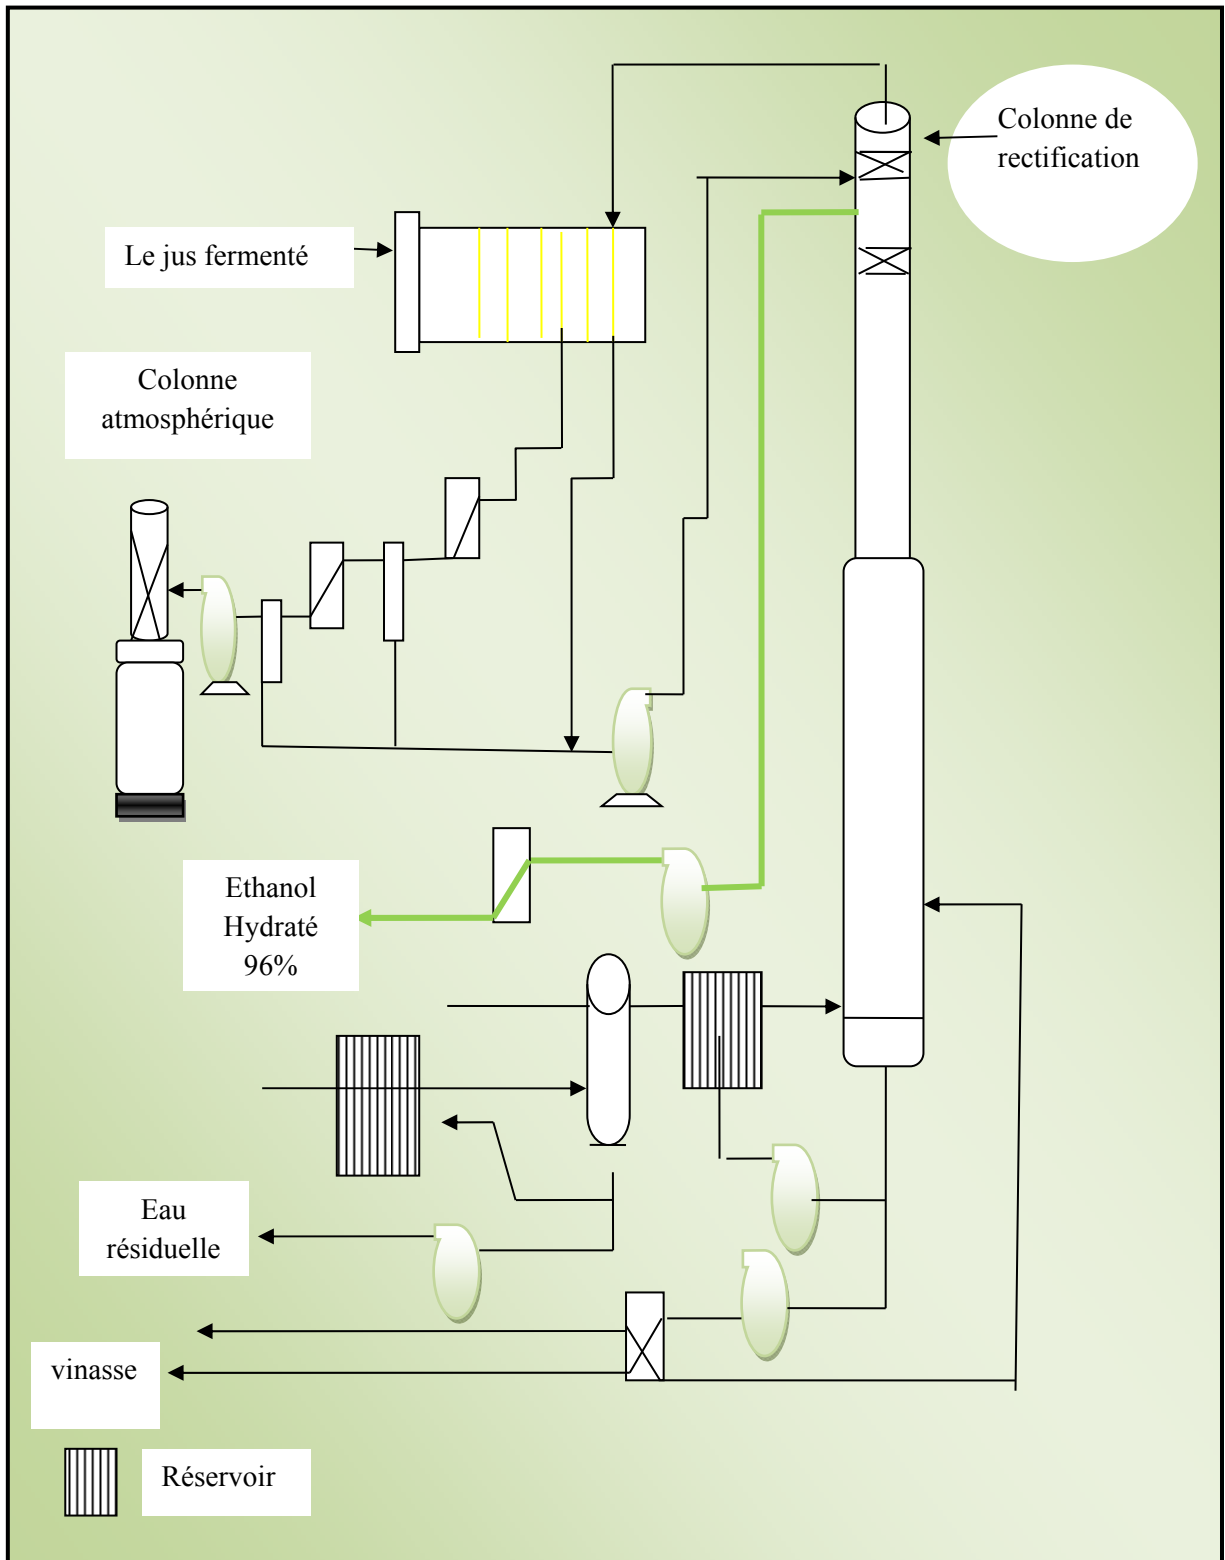 Colonne de
rectification
Le jus fermenté
Colonne
atmosphérique
Ethanol
Hydraté
96%
Eau
résiduelle
vinasse
Réservoir